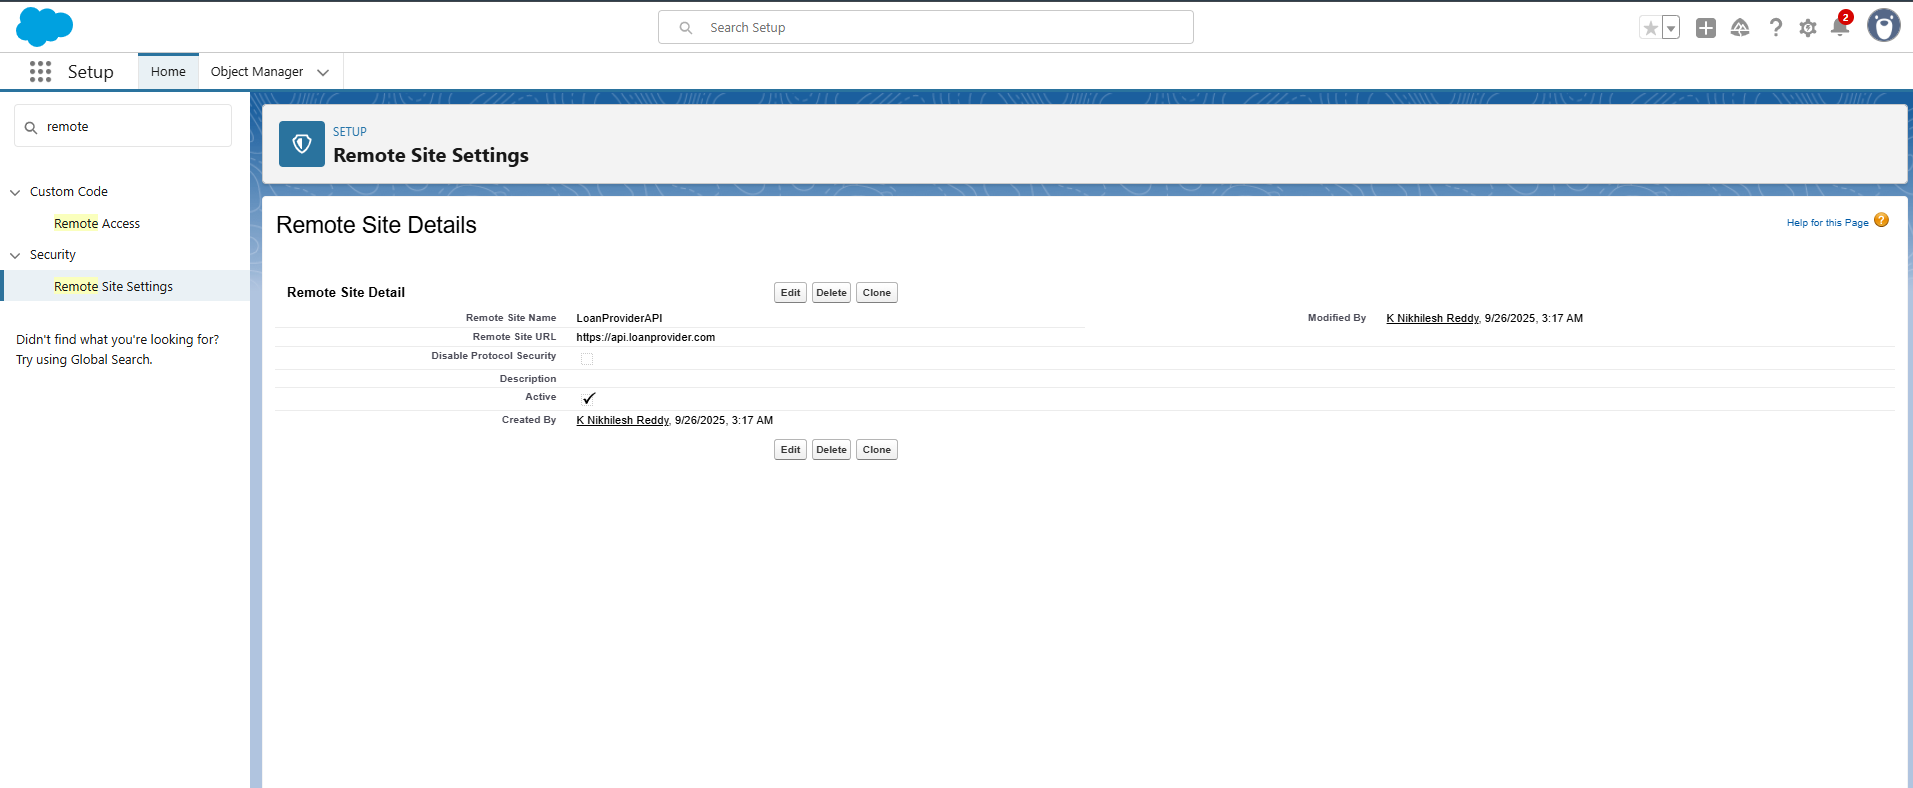 Search Setup
2
Setup
Home
Object Manager
remote
Custom Code
Remote Access
Security
Remote Site Settings
Didn't find what you're looking for?
Try using Global Search.
SETUP
Remote Site Settings
Remote Site Details
Help for this Page ?
Remote Site Detail
Edit Delete Clone
Remote Site Name LoanProviderAPI Modified By K Nikhilesh Reddy, 9/26/2025, 3:17 AM
Remote Site URL https://api.loanprovider.com
Disable Protocol Security
Description
Active
Created By K Nikhilesh Reddy, 9/26/2025, 3:17 AM
Edit Delete Clone